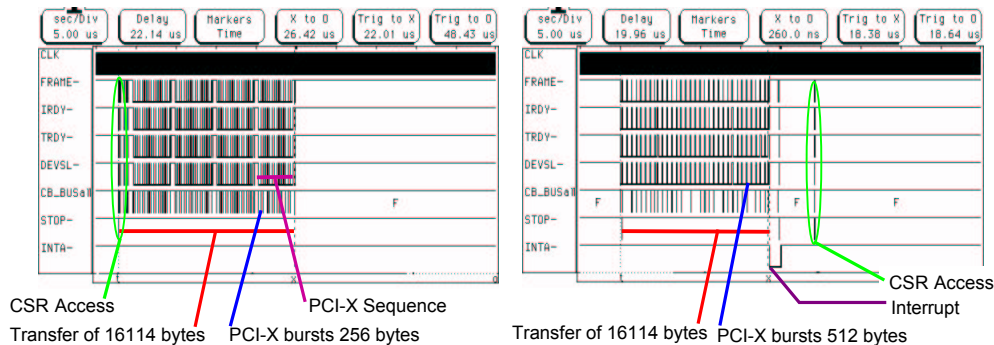 sec/Div Delay Markers X to O Trig to X Trig to O
5.00 us 22.14 us Time 26.42 us 22.01 us 48.43 us
CLK
FRAME-
IRDY-
TRDY-
DEVSL-
CB_BUSall
F
STOP-
INTA-
t X O
CSR Access
PCI-X Sequence
Transfer of 16114 bytes
PCI-X bursts 256 bytes
sec/Div Delay Markers X to O Trig to X Trig to O
5.00 us 19.96 us Time 260.0 ns 18.38 us 18.64 us
CLK
FRAME-
IRDY-
TRDY-
DEVSL-
CB_BUSall
F F F
STOP-
INTA-
t X
CSR Access
Interrupt
Transfer of 16114 bytes
PCI-X bursts 512 bytes